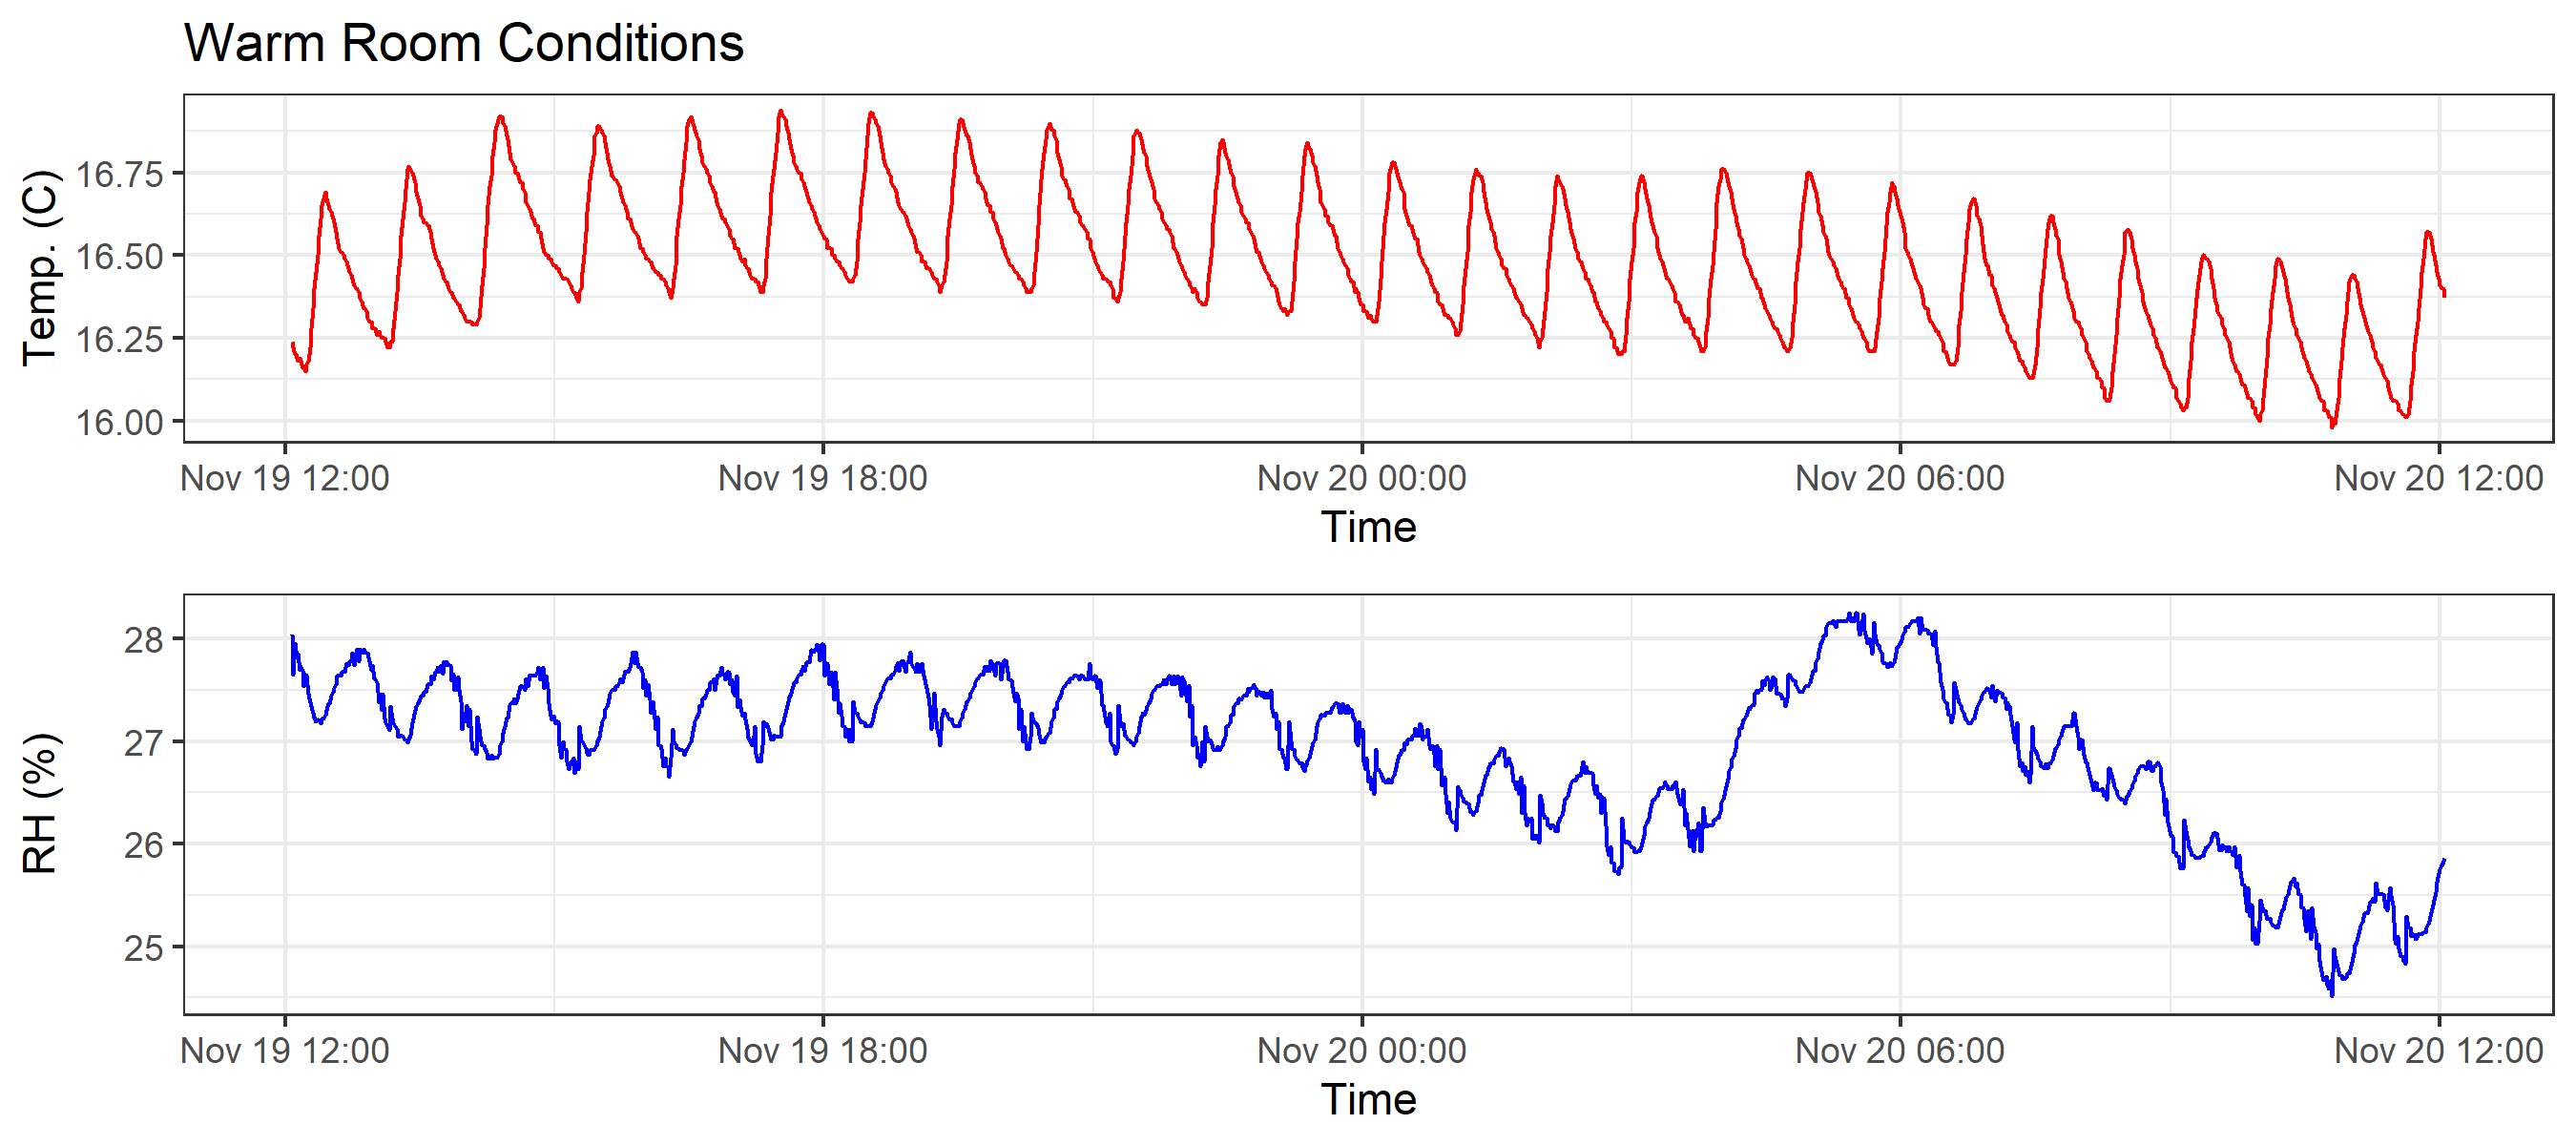 Warm Room Conditions
Temp. (C)
16.75
16.50
16.25
16.00
Nov 19 12:00 Nov 19 18:00 Nov 20 00:00 Nov 20 06:00 Nov 20 12:00
Time
RH (%)
28
27
26
25
Nov 19 12:00 Nov 19 18:00 Nov 20 00:00 Nov 20 06:00 Nov 20 12:00
Time